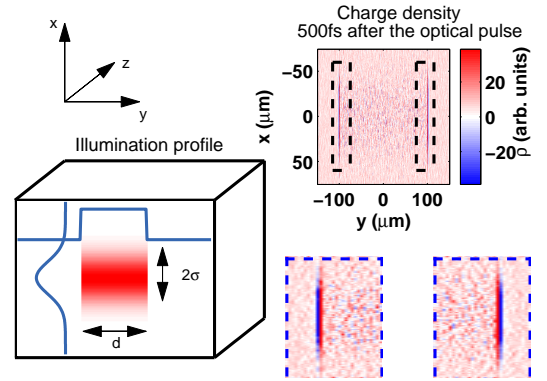 x
z
y
Illumination profile
2σ
d
Charge density
500fs after the optical pulse
x (μm)
−50
0
50
−100
0
100
y (μm)
20
0
−20
ρ (arb. units)